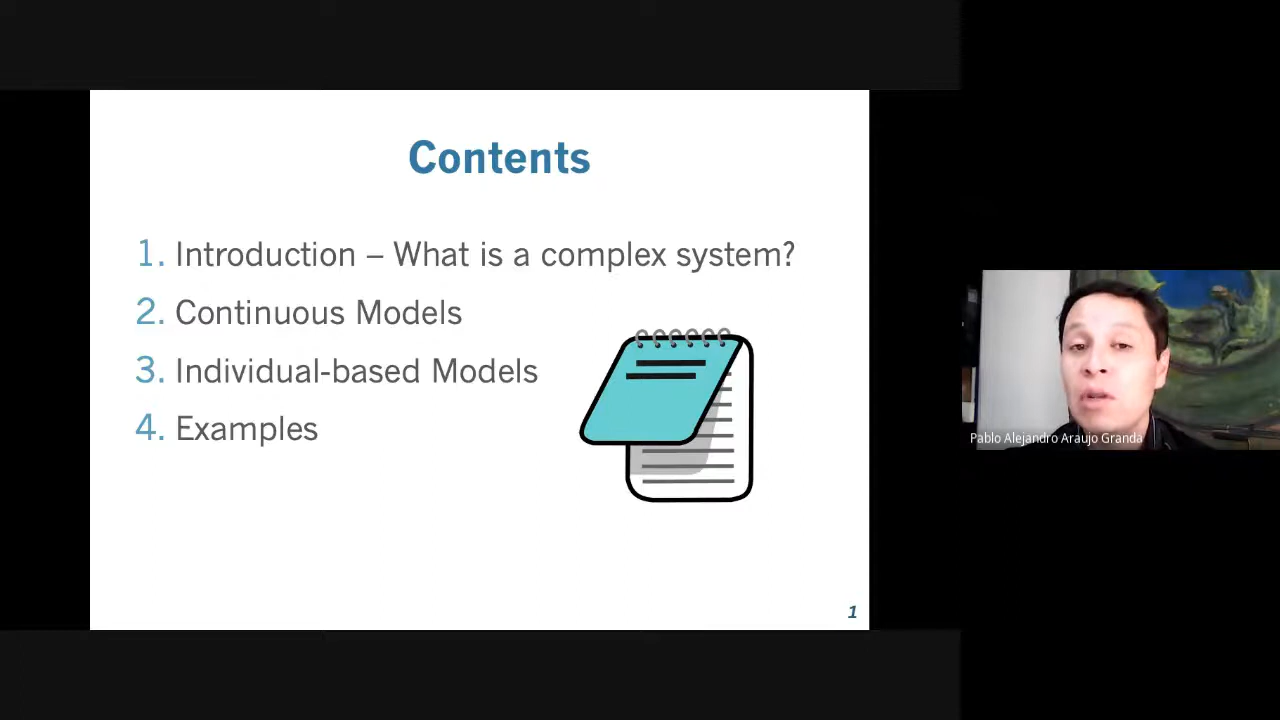 Contents
1. Introduction – What is a complex system?
2. Continuous Models
3. Individual-based Models
4. Examples
1
Pablo Alejandro Araujo Granda